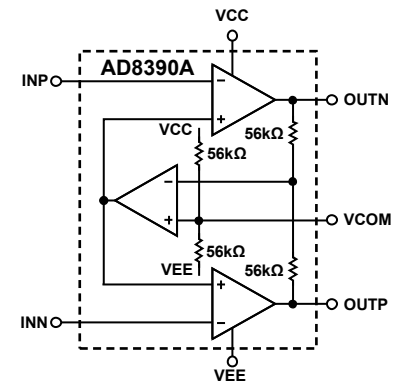 VCC
AD8390A
INP
−
+
OUTN
VCC
56kΩ
56kΩ
−
+
VCOM
56kΩ
VEE
56kΩ
+
−
OUTP
INN
VEE